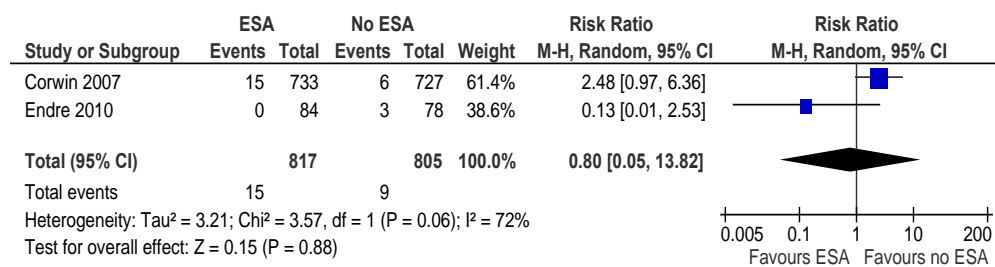 ESA No ESA Risk Ratio Risk Ratio
Study or Subgroup Events Total Events Total Weight M-H, Random, 95% CI M-H, Random, 95% CI
Corwin 2007 15 733 6 727 61.4% 2.48 [0.97, 6.36]
Endre 2010 0 84 3 78 38.6% 0.13 [0.01, 2.53]
Total (95% CI) 817 805 100.0% 0.80 [0.05, 13.82]
Total events 15 9
Heterogeneity: Tau² = 3.21; Chi² = 3.57, df = 1 (P = 0.06); I² = 72%
Test for overall effect: Z = 0.15 (P = 0.88)
0.005 0.1 1 10 200
Favours ESA Favours no ESA